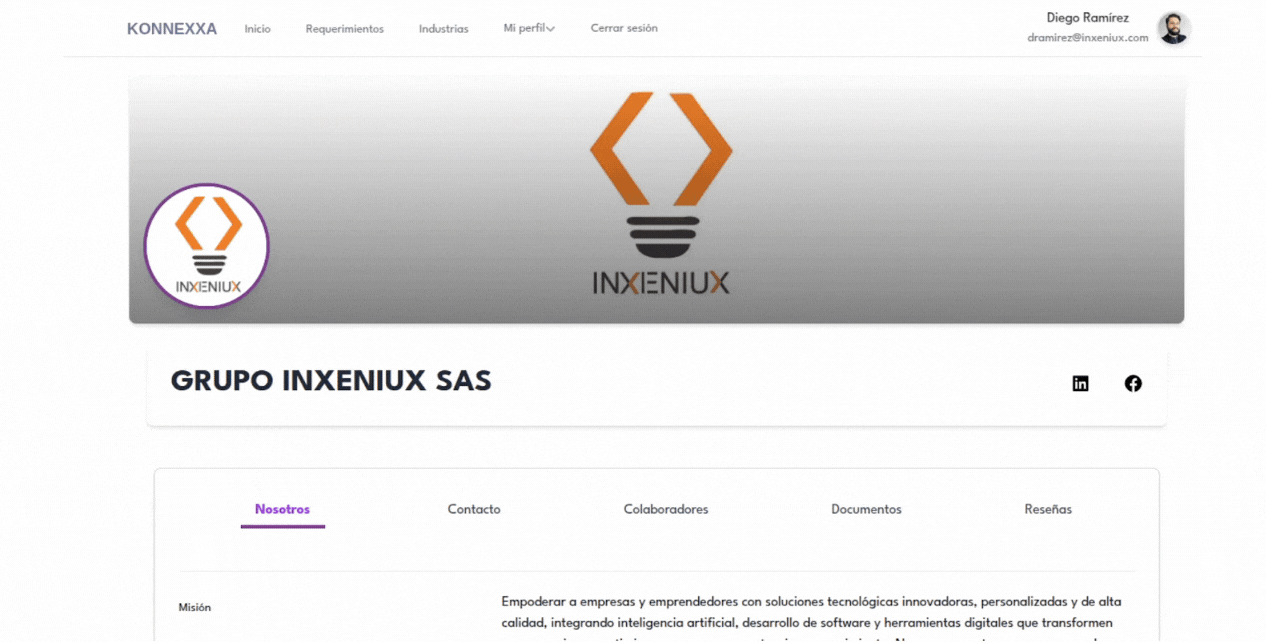 KONNEXXA Inicio Requerimientos Industrias Mi perfil Cerrar sesión Diego Ramírez
dramirez@inxeniux.com
INXENIUX
INXENIUX
GRUPO INXENIUX SAS
Nosotros Contacto Colaboradores Documentos Reseñas
Misión
Empoderar a empresas y emprendedores con soluciones tecnológicas innovadoras, personalizadas y de alta
calidad, integrando inteligencia artificial, desarrollo de software y herramientas digitales que transformen